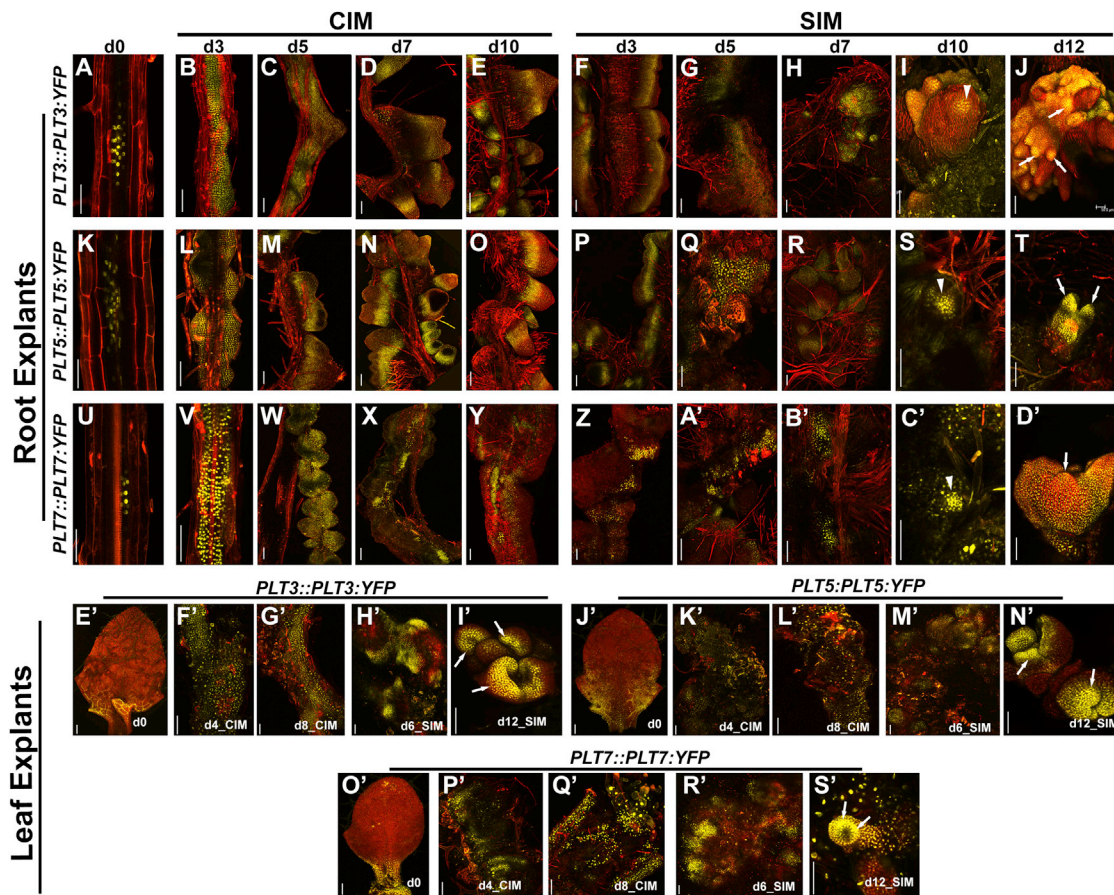 CIM SIM
d0 d3 d5 d7 d10 d3 d5 d7 d10 d12
Root Explants
PLT3::PLT3:YFP
A B C D E F G H I J
PLT5::PLT5:YFP
K L M N O P Q R S T
PLT7::PLT7:YFP
U V W X Y Z A’ B’ C’ D’
Leaf Explants
PLT3::PLT3:YFP PLT5:PLT5:YFP
E’ F’ G’ H’ I’ J’ K’ L’ M’ N’
d0 d4_CIM d8_CIM d6_SIM d12_SIM d0 d4_CIM d8_CIM d6_SIM d12_SIM
PLT7::PLT7:YFP
O’ P’ Q’ R’ S’
d0 d4_CIM d8_CIM d6_SIM d12_SIM